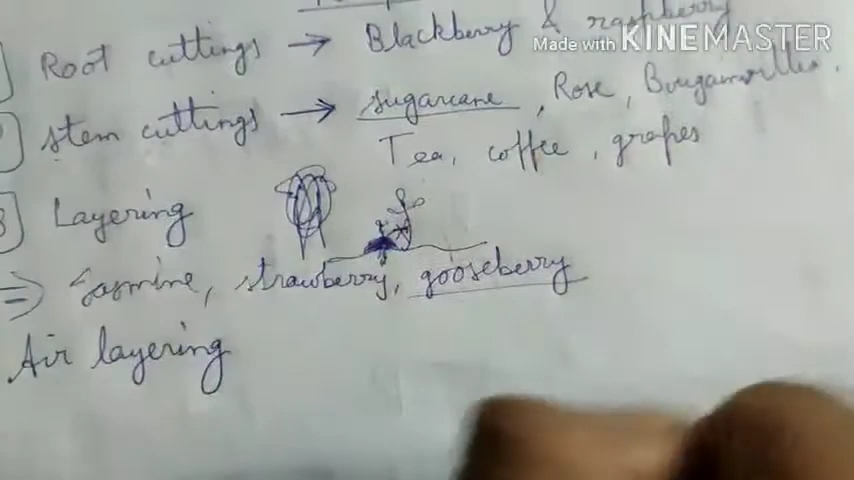 Root cuttings → Blackberry & raspberry
Made with KINEMASTER
Stem cuttings → sugarcane, Rose,
Tea, coffee, grapes
Layering
⇒ Jasmine, strawberry, gooseberry
Air layering